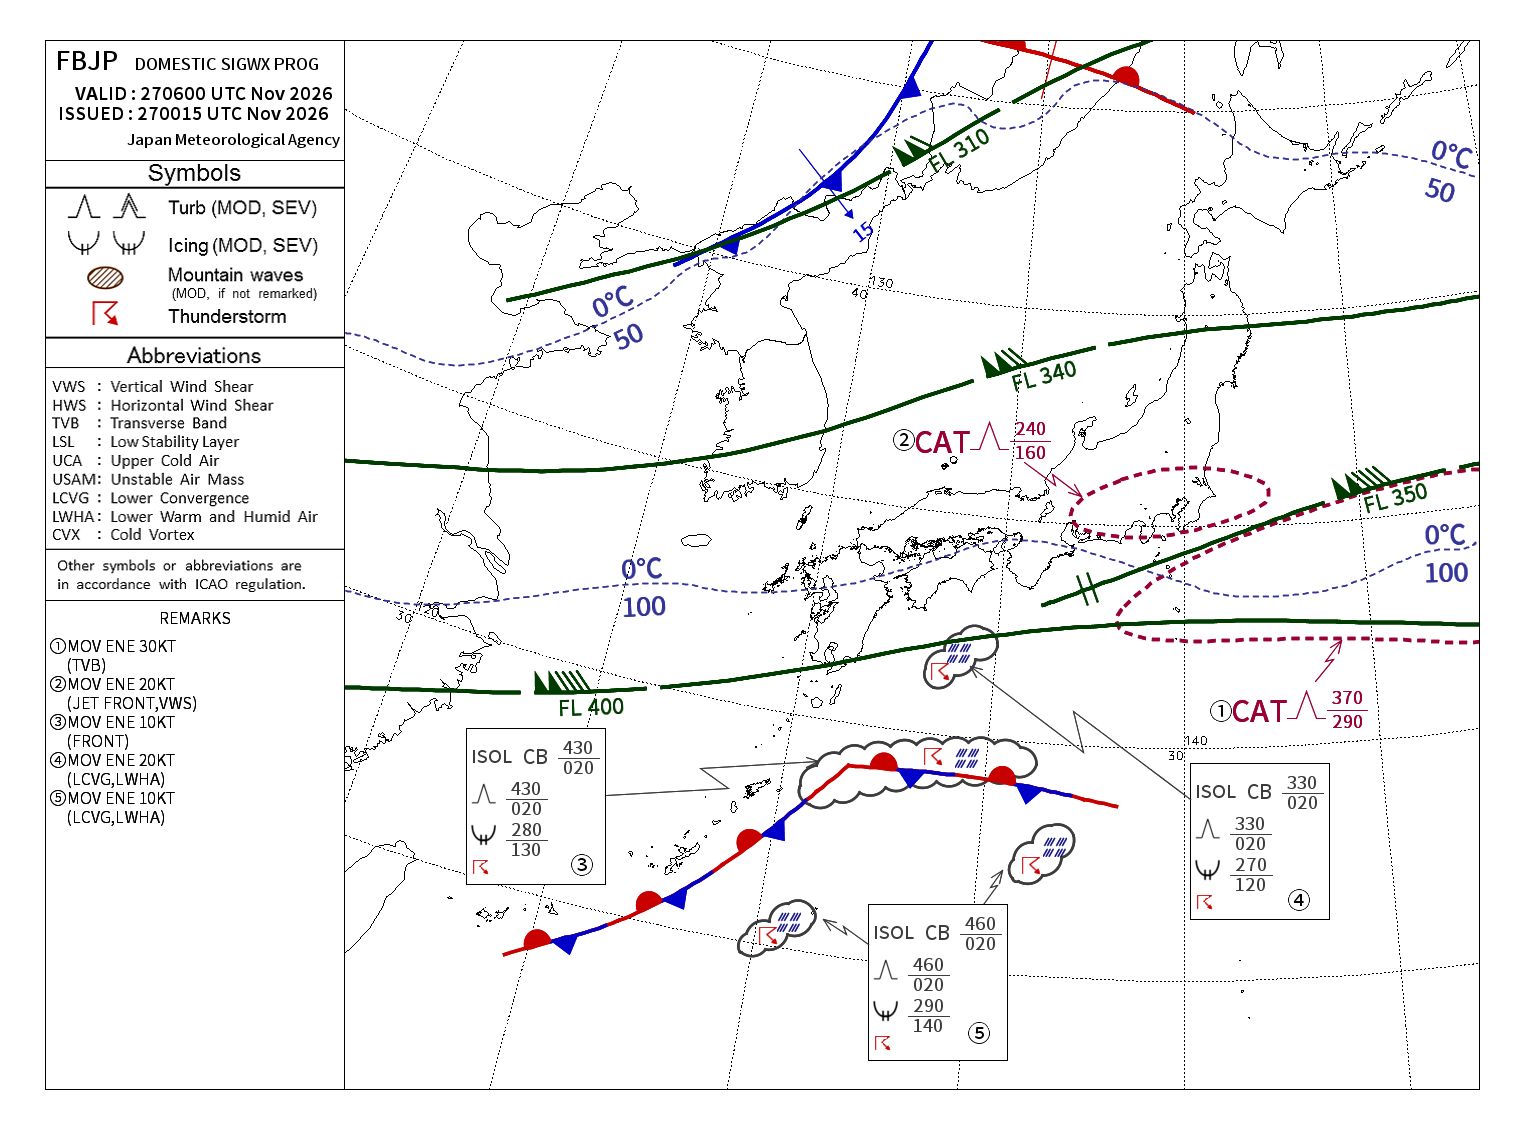 FBJP DOMESTIC SIGWX PROG
VALID : 270600 UTC Nov 2026
ISSUED : 270015 UTC Nov 2026
Japan Meteorological Agency
Symbols
Turb (MOD, SEV)
Icing (MOD, SEV)
Mountain waves
(MOD, if not remarked)
Thunderstorm
Abbreviations
VWS : Vertical Wind Shear
HWS : Horizontal Wind Shear
TVB : Transverse Band
LSL : Low Stability Layer
UCA : Upper Cold Air
USAM: Unstable Air Mass
LCVG : Lower Convergence
LWHA: Lower Warm and Humid Air
CVX : Cold Vortex
Other symbols or abbreviations are
in accordance with ICAO regulation.
REMARKS
①MOV ENE 30KT
(TVB)
②MOV ENE 20KT
(JET FRONT,VWS)
③MOV ENE 10KT
(FRONT)
④MOV ENE 20KT
(LCVG,LWHA)
⑤MOV ENE 10KT
(LCVG,LWHA)
FL 310
0°C
50
15
40
130
0°C
50
FL 340
②CAT
240
160
FL 350
0°C
100
0°C
100
30
FL 400
①CAT
370
290
30
140
ISOL CB 430
020
430
020
280
130
③
ISOL CB 330
020
330
020
270
120
④
ISOL CB 460
020
460
020
290
140
⑤